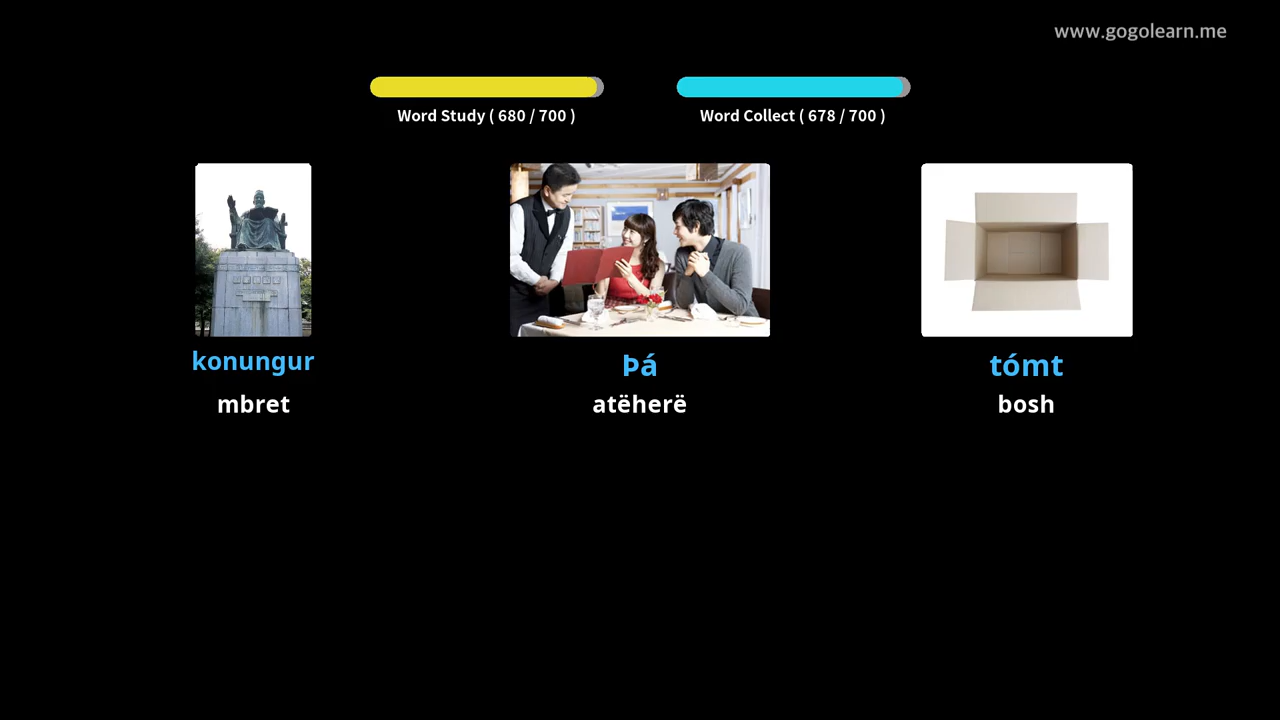 www.gogolearn.me
Word Study ( 680 / 700 )
Word Collect ( 678 / 700 )
konungur
Þá
tómt
mbret
atëherë
bosh